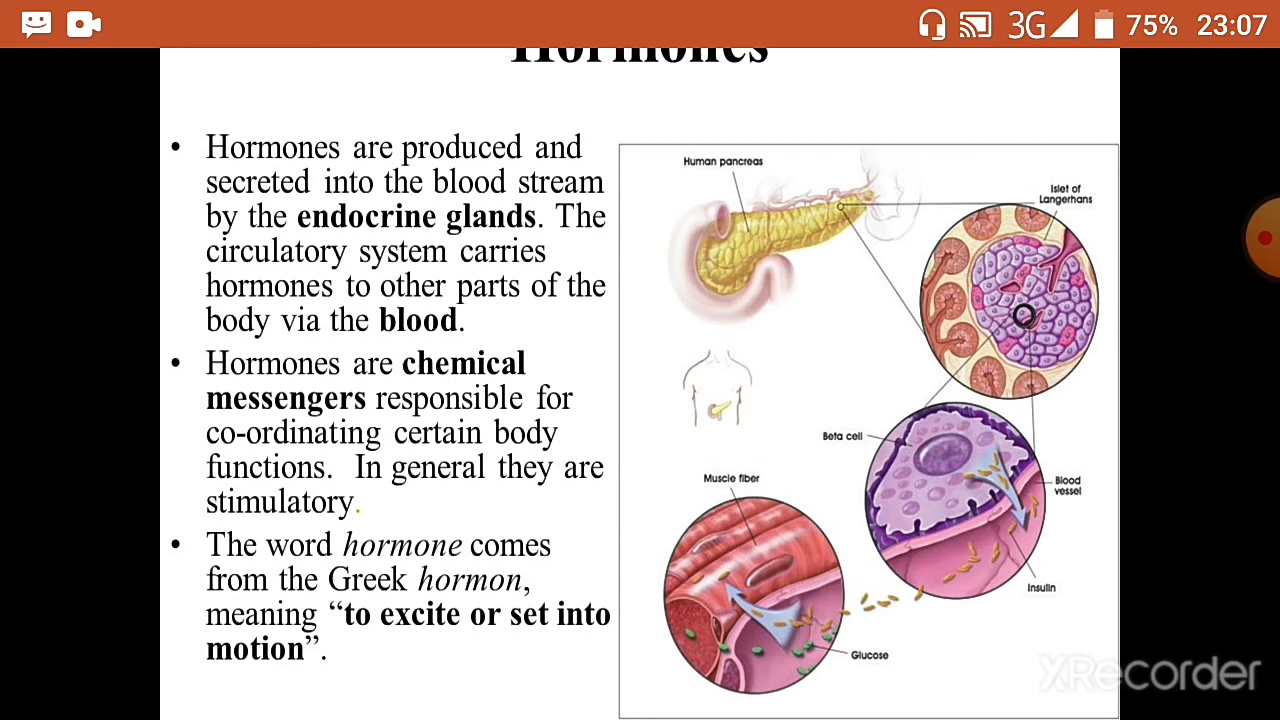 3G 75% 23:07
Hormones
• Hormones are produced and
secreted into the blood stream
by the endocrine glands. The
circulatory system carries
hormones to other parts of the
body via the blood.
• Hormones are chemical
messengers responsible for
co-ordinating certain body
functions. In general they are
stimulatory.
• The word hormone comes
from the Greek hormon,
meaning “to excite or set into
motion”.
Human pancreas
Islet of
Langerhans
Beta cell
Blood
vessel
Muscle fiber
Insulin
Glucose
XRecorder